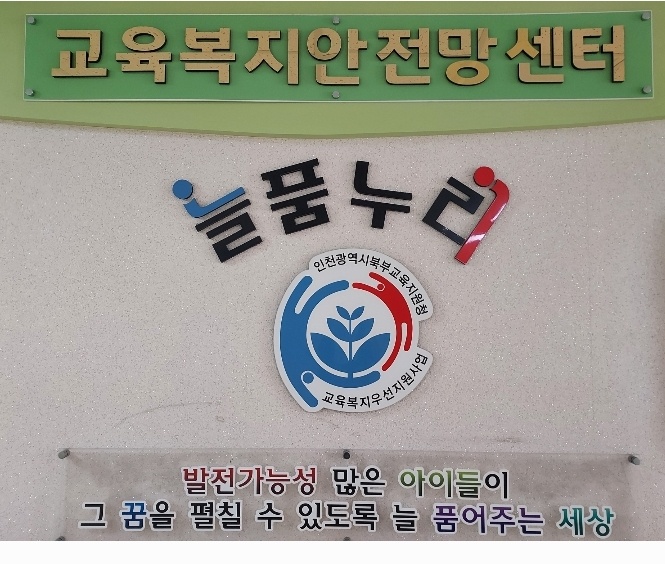 교육복지안전망센터
늘품누리
인천광역시북부교육지원청
교육복지우선지원사업
발전가능성 많은 아이들이
그 꿈을 펼칠 수 있도록 늘 품어주는 세상